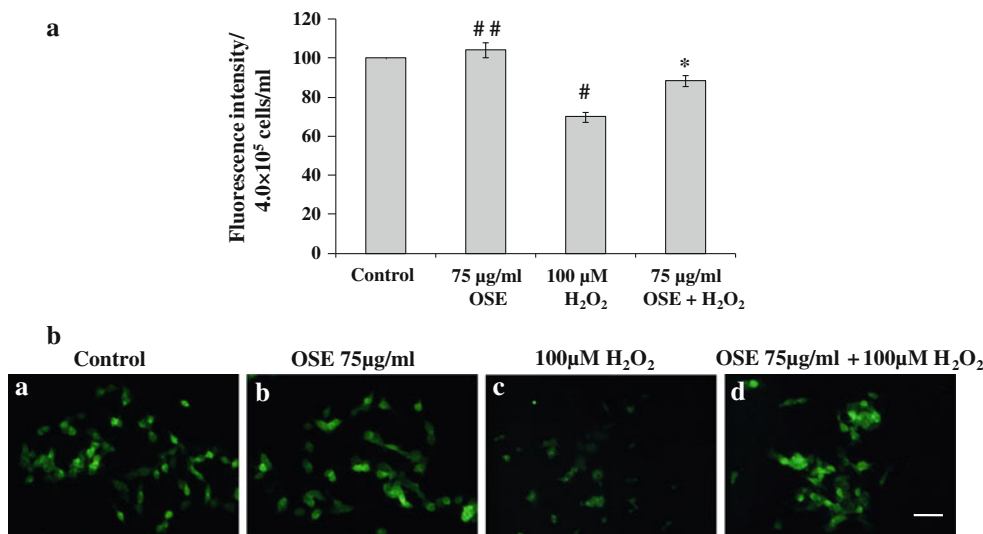 a
Fluorescence intensity/
4.0×10⁵ cells/ml
120
100
80
60
40
20
0
# #
#
*
Control
75 µg/ml
OSE
100 µM
H₂O₂
75 µg/ml
OSE + H₂O₂
b
Control
OSE 75µg/ml
100µM H₂O₂
OSE 75µg/ml + 100µM H₂O₂
a
b
c
d